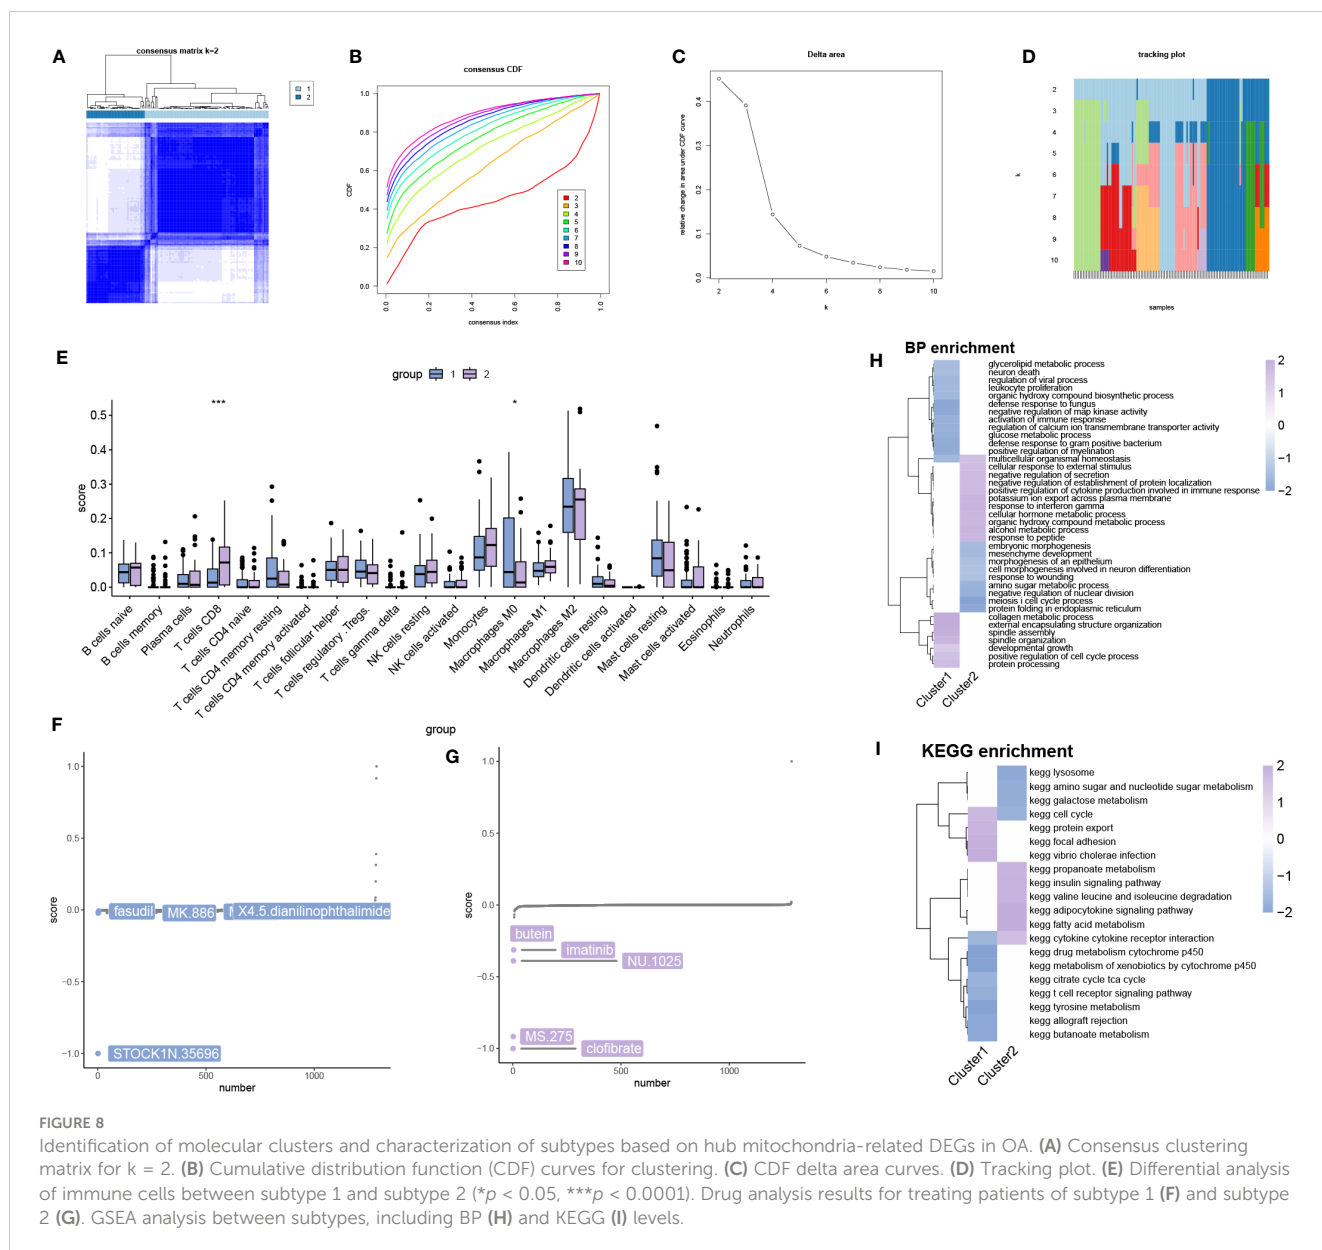 A
consensus matrix k=2
1
2
B
consensus CDF
CDF
1.0
0.8
0.6
0.4
0.2
0.0
2
3
4
5
6
7
8
9
10
0.0
0.2
0.4
0.6
0.8
1.0
consensus index
C
Delta area
relative change in area under CDF curve
0.4
0.3
0.2
0.1
0.0
2
4
6
8
10
k
D
tracking plot
k
2
3
4
5
6
7
8
9
10
samples
E
group 1 2
score
0.5
0.4
0.3
0.2
0.1
0.0
***
*
B cells naive
B cells memory
Plasma cells
T cells CD8
T cells CD4 naive
T cells CD4 memory resting
T cells CD4 memory activated
T cells follicular helper
T cells regulatory . Tregs.
T cells gamma delta
NK cells resting
NK cells activated
Monocytes
Macrophages M0
Macrophages M1
Macrophages M2
Dendritic cells resting
Dendritic cells activated
Mast cells resting
Mast cells activated
Eosinophils
Neutrophils
group
H
BP enrichment
glycerolipid metabolic process
neuron death
regulation of viral process
leukocyte proliferation
organic hydroxy compound biosynthetic process
defense response to fungus
negative regulation of map kinase activity
activation of immune response
regulation of calcium ion transmembrane transporter activity
glucose metabolic process
defense response to gram positive bacterium
positive regulation of myelination
multicellular organismal homeostasis
cellular response to external stimulus
negative regulation of secretion
negative regulation of establishment of protein localization
positive regulation of cytokine production involved in immune response
potassium ion export across plasma membrane
response to interferon gamma
cellular hormone metabolic process
organic hydroxy compound metabolic process
alcohol metabolic process
response to peptide
embryonic morphogenesis
mesenchyme development
morphogenesis of an epithelium
cell morphogenesis involved in neuron differentiation
response to wounding
amino sugar metabolic process
negative regulation of nuclear division
meiosis i cell cycle process
protein folding in endoplasmic reticulum
collagen metabolic process
external encapsulating structure organization
spindle assembly
spindle organization
developmental growth
positive regulation of cell cycle process
protein processing
Cluster1
Cluster2
2
1
0
−1
−2
F
score
1.0
0.5
0.0
−0.5
−1.0
fasudil
MK.886
X4.5.dianilinophthalimide
STOCK1N.35696
0
500
1000
number
G
score
1.0
0.5
0.0
−0.5
−1.0
butein
imatinib
NU.1025
MS.275
clofibrate
0
500
1000
number
I
KEGG enrichment
kegg lysosome
kegg amino sugar and nucleotide sugar metabolism
kegg galactose metabolism
kegg cell cycle
kegg protein export
kegg focal adhesion
kegg vibrio cholerae infection
kegg propanoate metabolism
kegg insulin signaling pathway
kegg valine leucine and isoleucine degradation
kegg adipocytokine signaling pathway
kegg fatty acid metabolism
kegg cytokine cytokine receptor interaction
kegg drug metabolism cytochrome p450
kegg metabolism of xenobiotics by cytochrome p450
kegg citrate cycle tca cycle
kegg t cell receptor signaling pathway
kegg tyrosine metabolism
kegg allograft rejection
kegg butanoate metabolism
Cluster1
Cluster2
2
1
0
−1
−2
FIGURE 8
Identification of molecular clusters and characterization of subtypes based on hub mitochondria-related DEGs in OA. (A) Consensus clustering
matrix for k = 2. (B) Cumulative distribution function (CDF) curves for clustering. (C) CDF delta area curves. (D) Tracking plot. (E) Differential analysis
of immune cells between subtype 1 and subtype 2 (*p < 0.05, ***p < 0.0001). Drug analysis results for treating patients of subtype 1 (F) and subtype
2 (G). GSEA analysis between subtypes, including BP (H) and KEGG (I) levels.